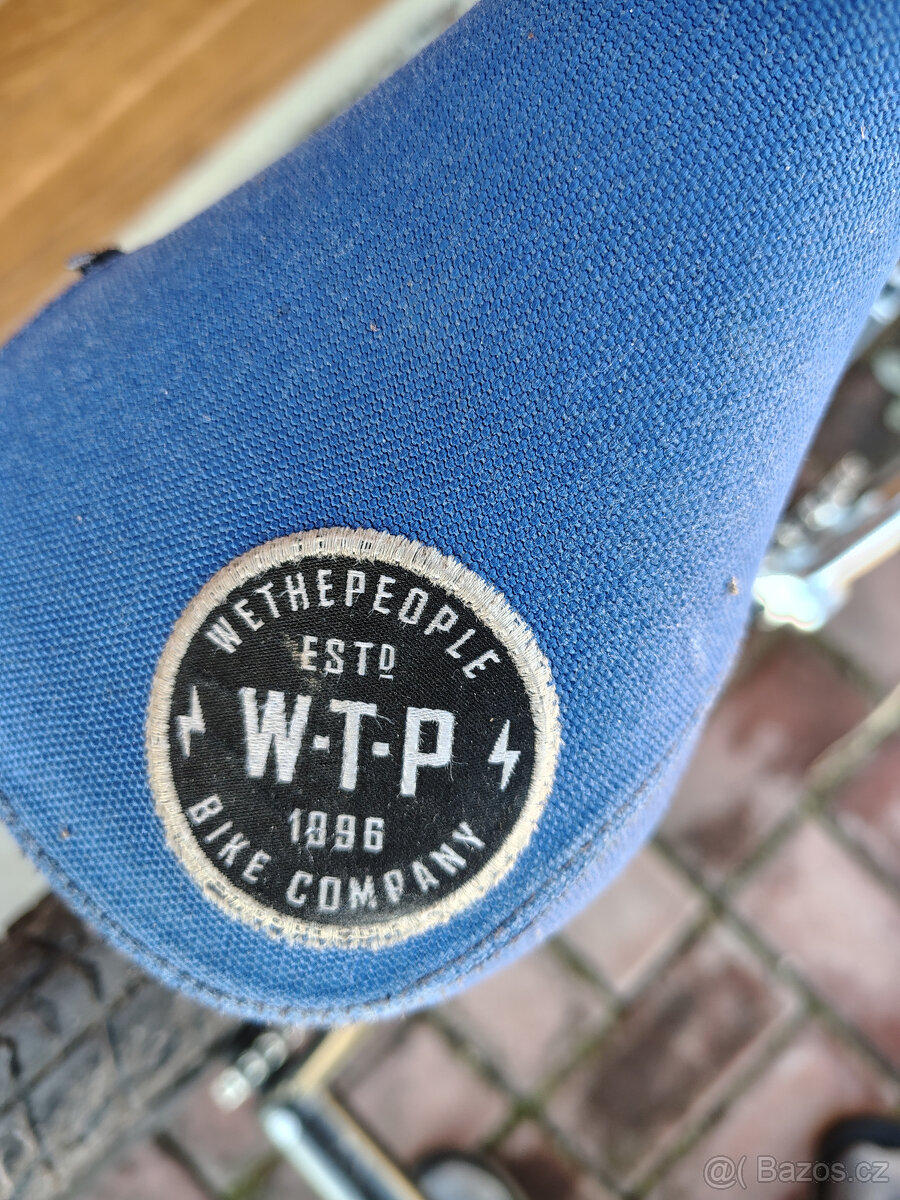 WETHEPEOPLE
ESTD
W-T-P
1996
BIKE COMPANY
@( Bazos.cz